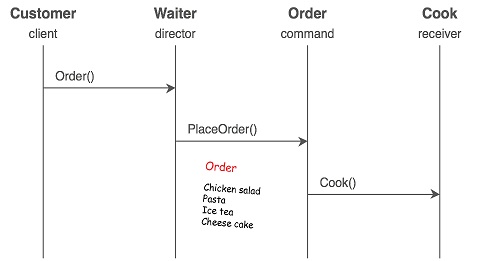 Customer Waiter Order Cook
client director command receiver
Order()
PlaceOrder()
Order
Cook()
Chicken salad
Pasta
Ice tea
Cheese cake